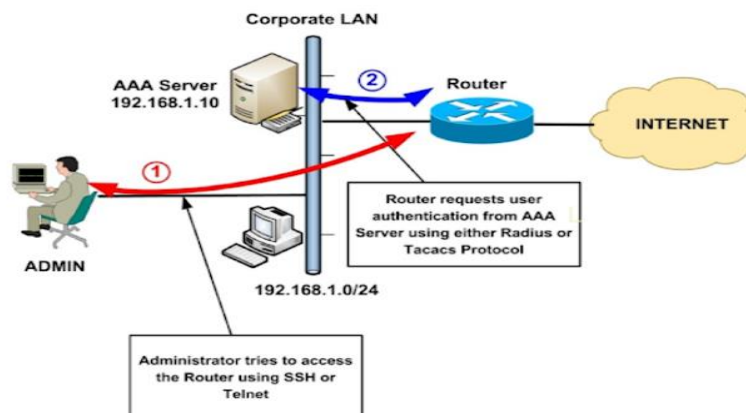 Corporate LAN
AAA Server
192.168.1.10
2
Router
INTERNET
1
ADMIN
Router requests user
authentication from AAA
Server using either Radius or
Tacacs Protocol
192.168.1.0/24
Administrator tries to access
the Router using SSH or
Telnet